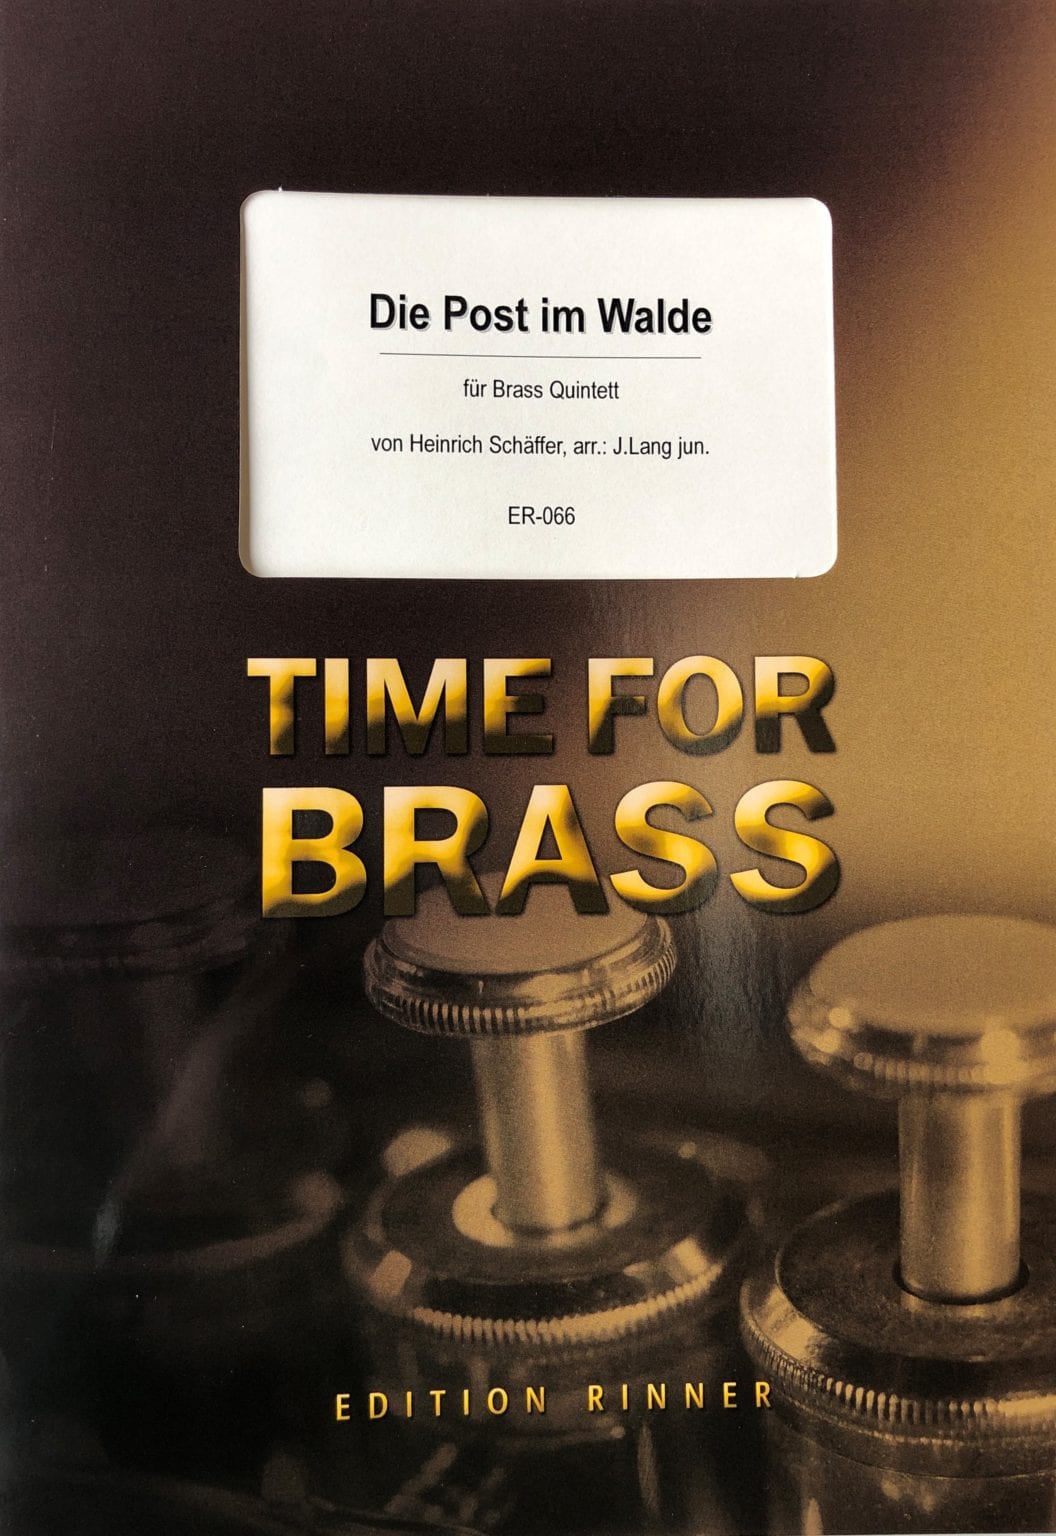 Die Post im Walde
für Brass Quintett
von Heinrich Schäffer, arr.: J.Lang jun.
ER-066
TIME FOR
BRASS
EDITION RINNER